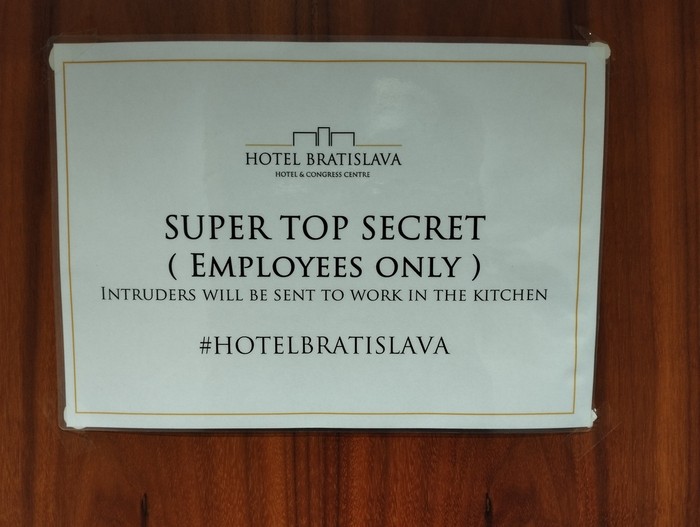 HOTEL BRATISLAVA
HOTEL & CONGRESS CENTRE
SUPER TOP SECRET
( EMPLOYEES ONLY )
INTRUDERS WILL BE SENT TO WORK IN THE KITCHEN
#HOTELBRATISLAVA